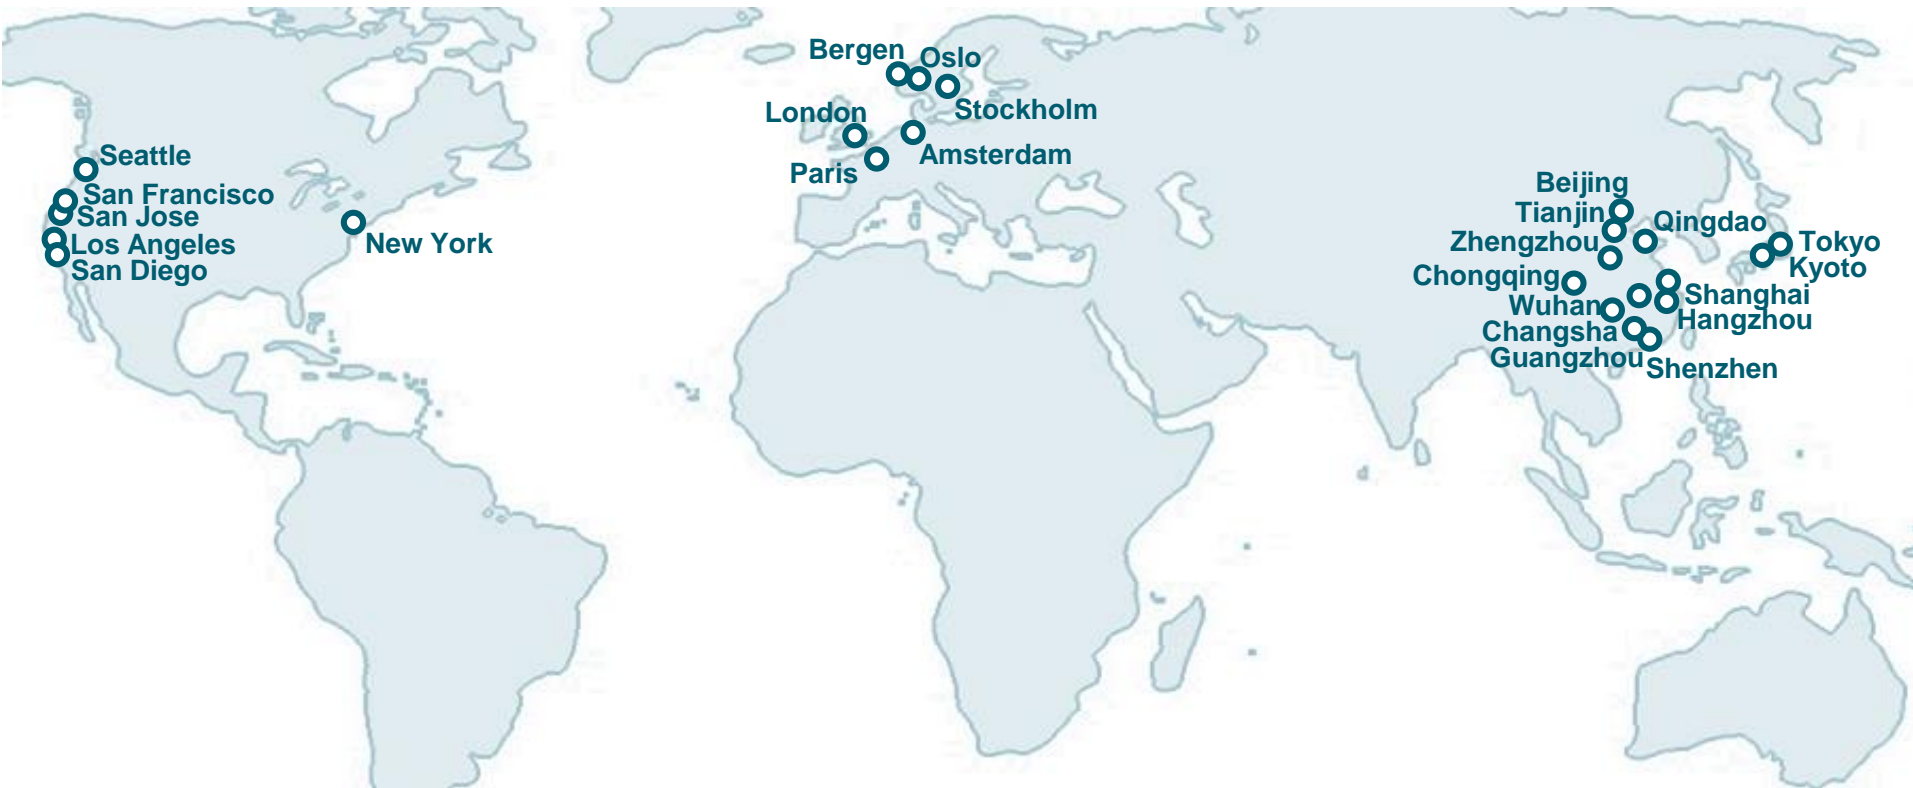 Bergen
Oslo
London
Stockholm
Seattle
Amsterdam
Paris
San Francisco
San Jose
New York
Los Angeles
San Diego
Beijing
Tianjin
Qingdao
Zhengzhou
Tokyo
Kyoto
Chongqing
Shanghai
Wuhan
Hangzhou
Changsha
Guangzhou
Shenzhen